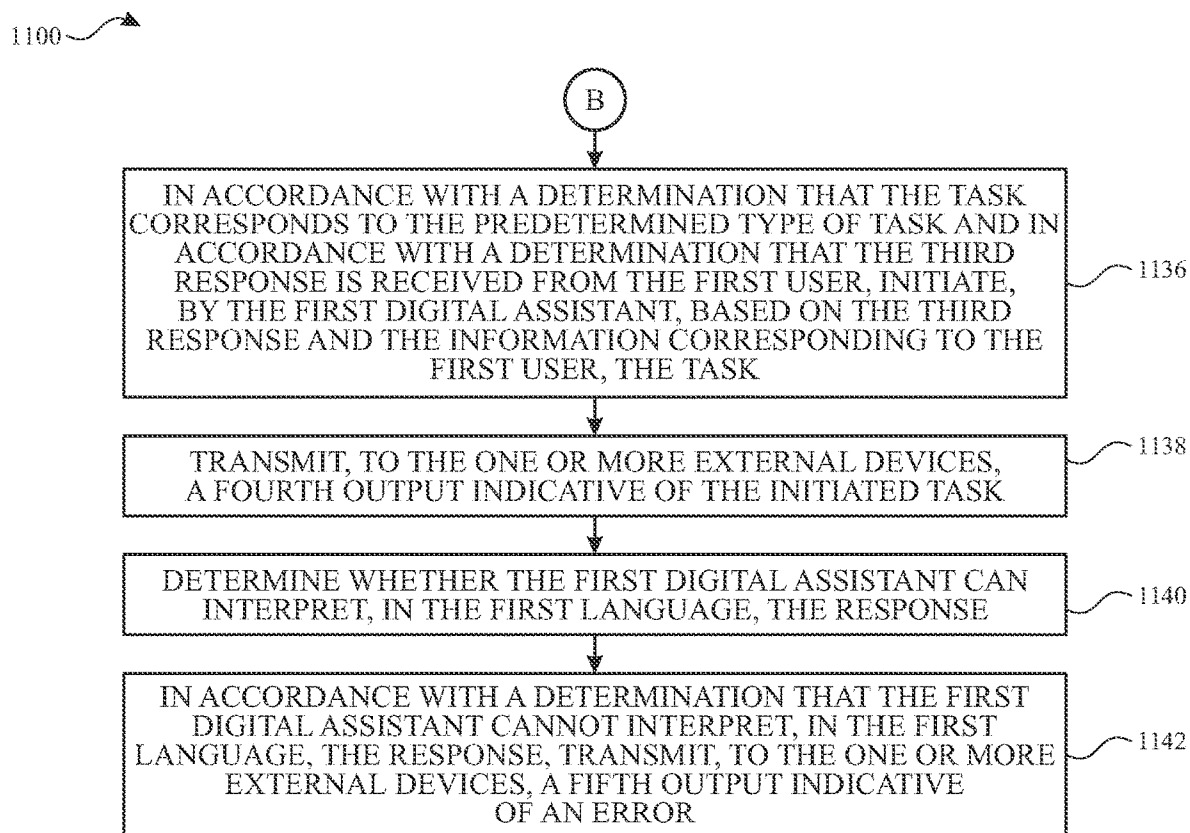 1100
B
IN ACCORDANCE WITH A DETERMINATION THAT THE TASK
CORRESPONDS TO THE PREDETERMINED TYPE OF TASK AND IN
ACCORDANCE WITH A DETERMINATION THAT THE THIRD
RESPONSE IS RECEIVED FROM THE FIRST USER, INITIATE,
BY THE FIRST DIGITAL ASSISTANT, BASED ON THE THIRD
RESPONSE AND THE INFORMATION CORRESPONDING TO THE
FIRST USER, THE TASK
1136
TRANSMIT, TO THE ONE OR MORE EXTERNAL DEVICES,
A FOURTH OUTPUT INDICATIVE OF THE INITIATED TASK
1138
DETERMINE WHETHER THE FIRST DIGITAL ASSISTANT CAN
INTERPRET, IN THE FIRST LANGUAGE, THE RESPONSE
1140
IN ACCORDANCE WITH A DETERMINATION THAT THE FIRST
DIGITAL ASSISTANT CANNOT INTERPRET, IN THE FIRST
LANGUAGE, THE RESPONSE, TRANSMIT, TO THE ONE OR MORE
EXTERNAL DEVICES, A FIFTH OUTPUT INDICATIVE
OF AN ERROR
1142